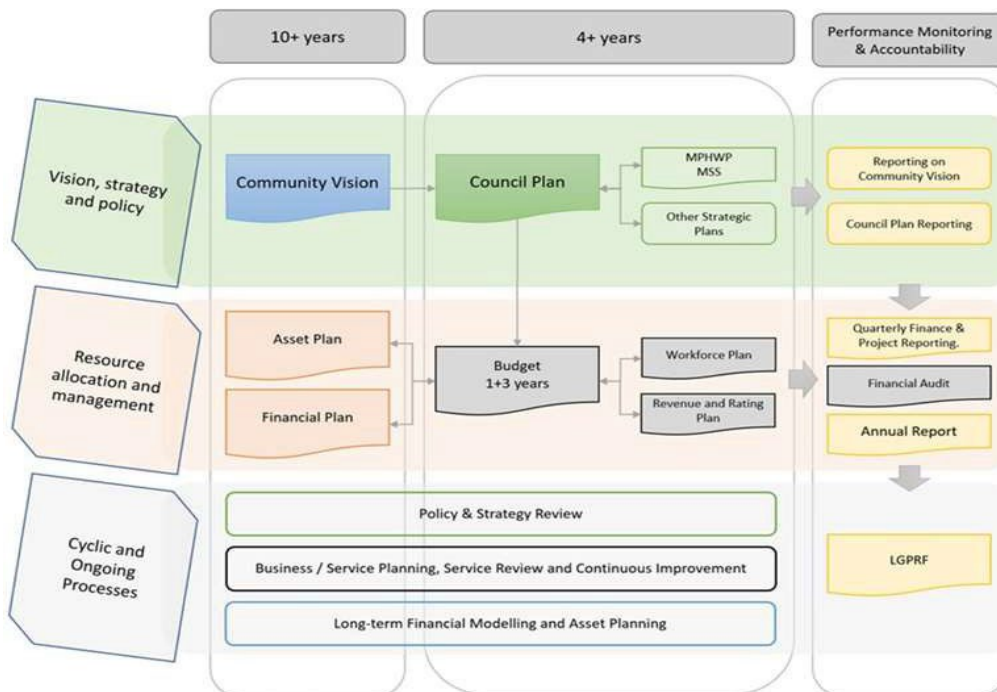 10+ years
4+ years
Performance Monitoring
& Accountability
Vision, strategy
and policy
Community Vision
Council Plan
MPHWP
MSS
Other Strategic
Plans
Reporting on
Community Vision
Council Plan Reporting
Resource
allocation and
management
Asset Plan
Financial Plan
Budget
1+3 years
Workforce Plan
Revenue and Rating
Plan
Quarterly Finance &
Project Reporting.
Financial Audit
Annual Report
Cyclic and
Ongoing
Processes
Policy & Strategy Review
Business / Service Planning, Service Review and Continuous Improvement
Long-term Financial Modelling and Asset Planning
LGPRF